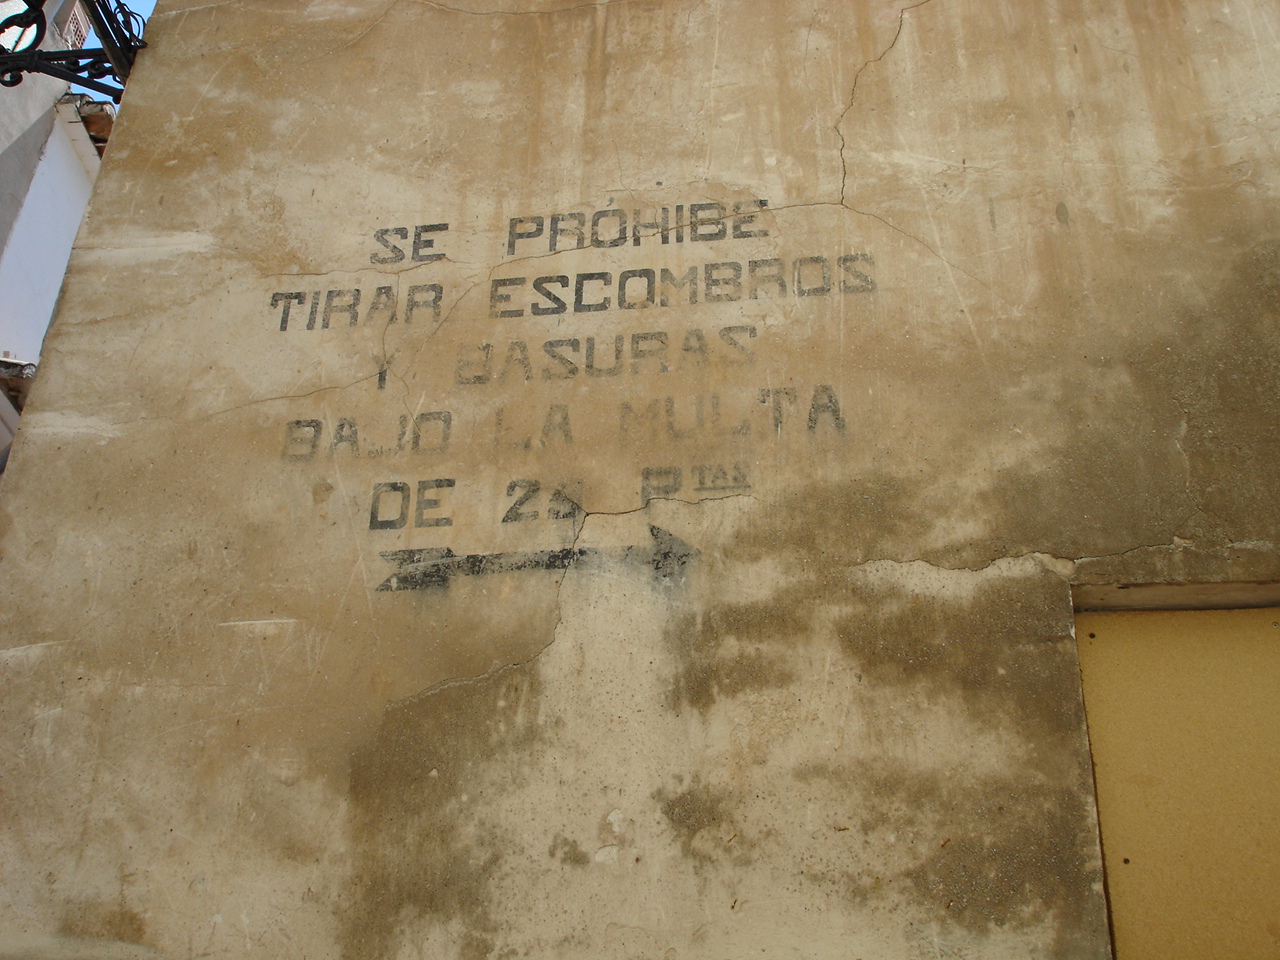 SE PROHIBE
TIRAR ESCOMBROS
Y BASURAS
BAJO LA MULTA
DE 25 PTAS